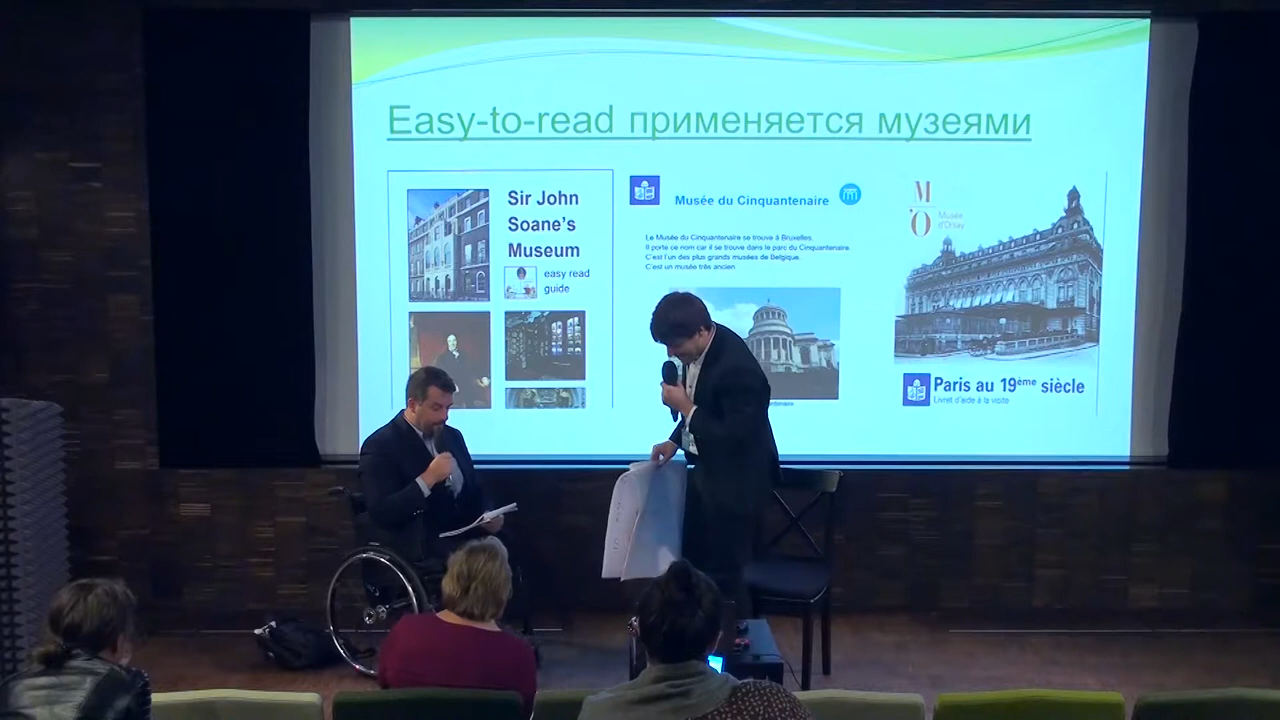 Easy-to-read применяется музеями
Sir John
Soane's
Museum
easy read
guide
Musée du Cinquantenaire
Le Musée du Cinquantenaire se trouve à Bruxelles.
Il porte ce nom car il se trouve dans le parc du Cinquantenaire.
C'est l'un des plus grands musées de Belgique.
C'est un musée très ancien.
M
'O
Musée
d'Orsay
Paris au 19ème siècle
Livret d'aide à la visite